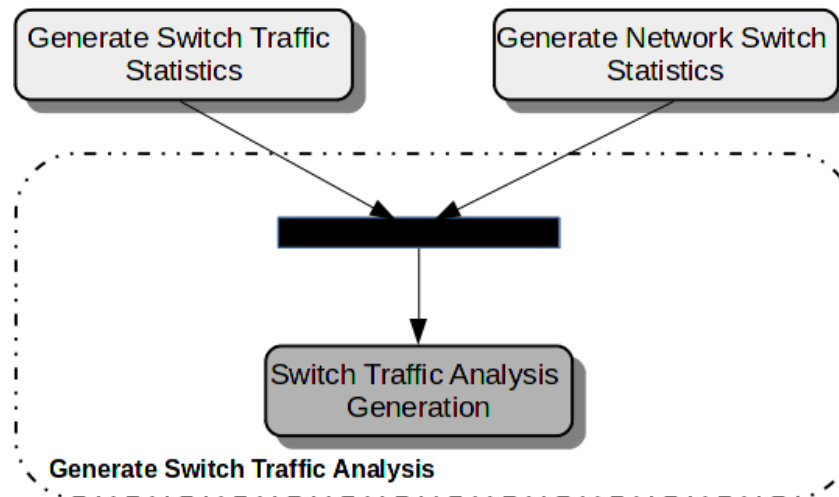 Generate Switch Traffic
Statistics
Generate Network Switch
Statistics
Switch Traffic Analysis
Generation
Generate Switch Traffic Analysis